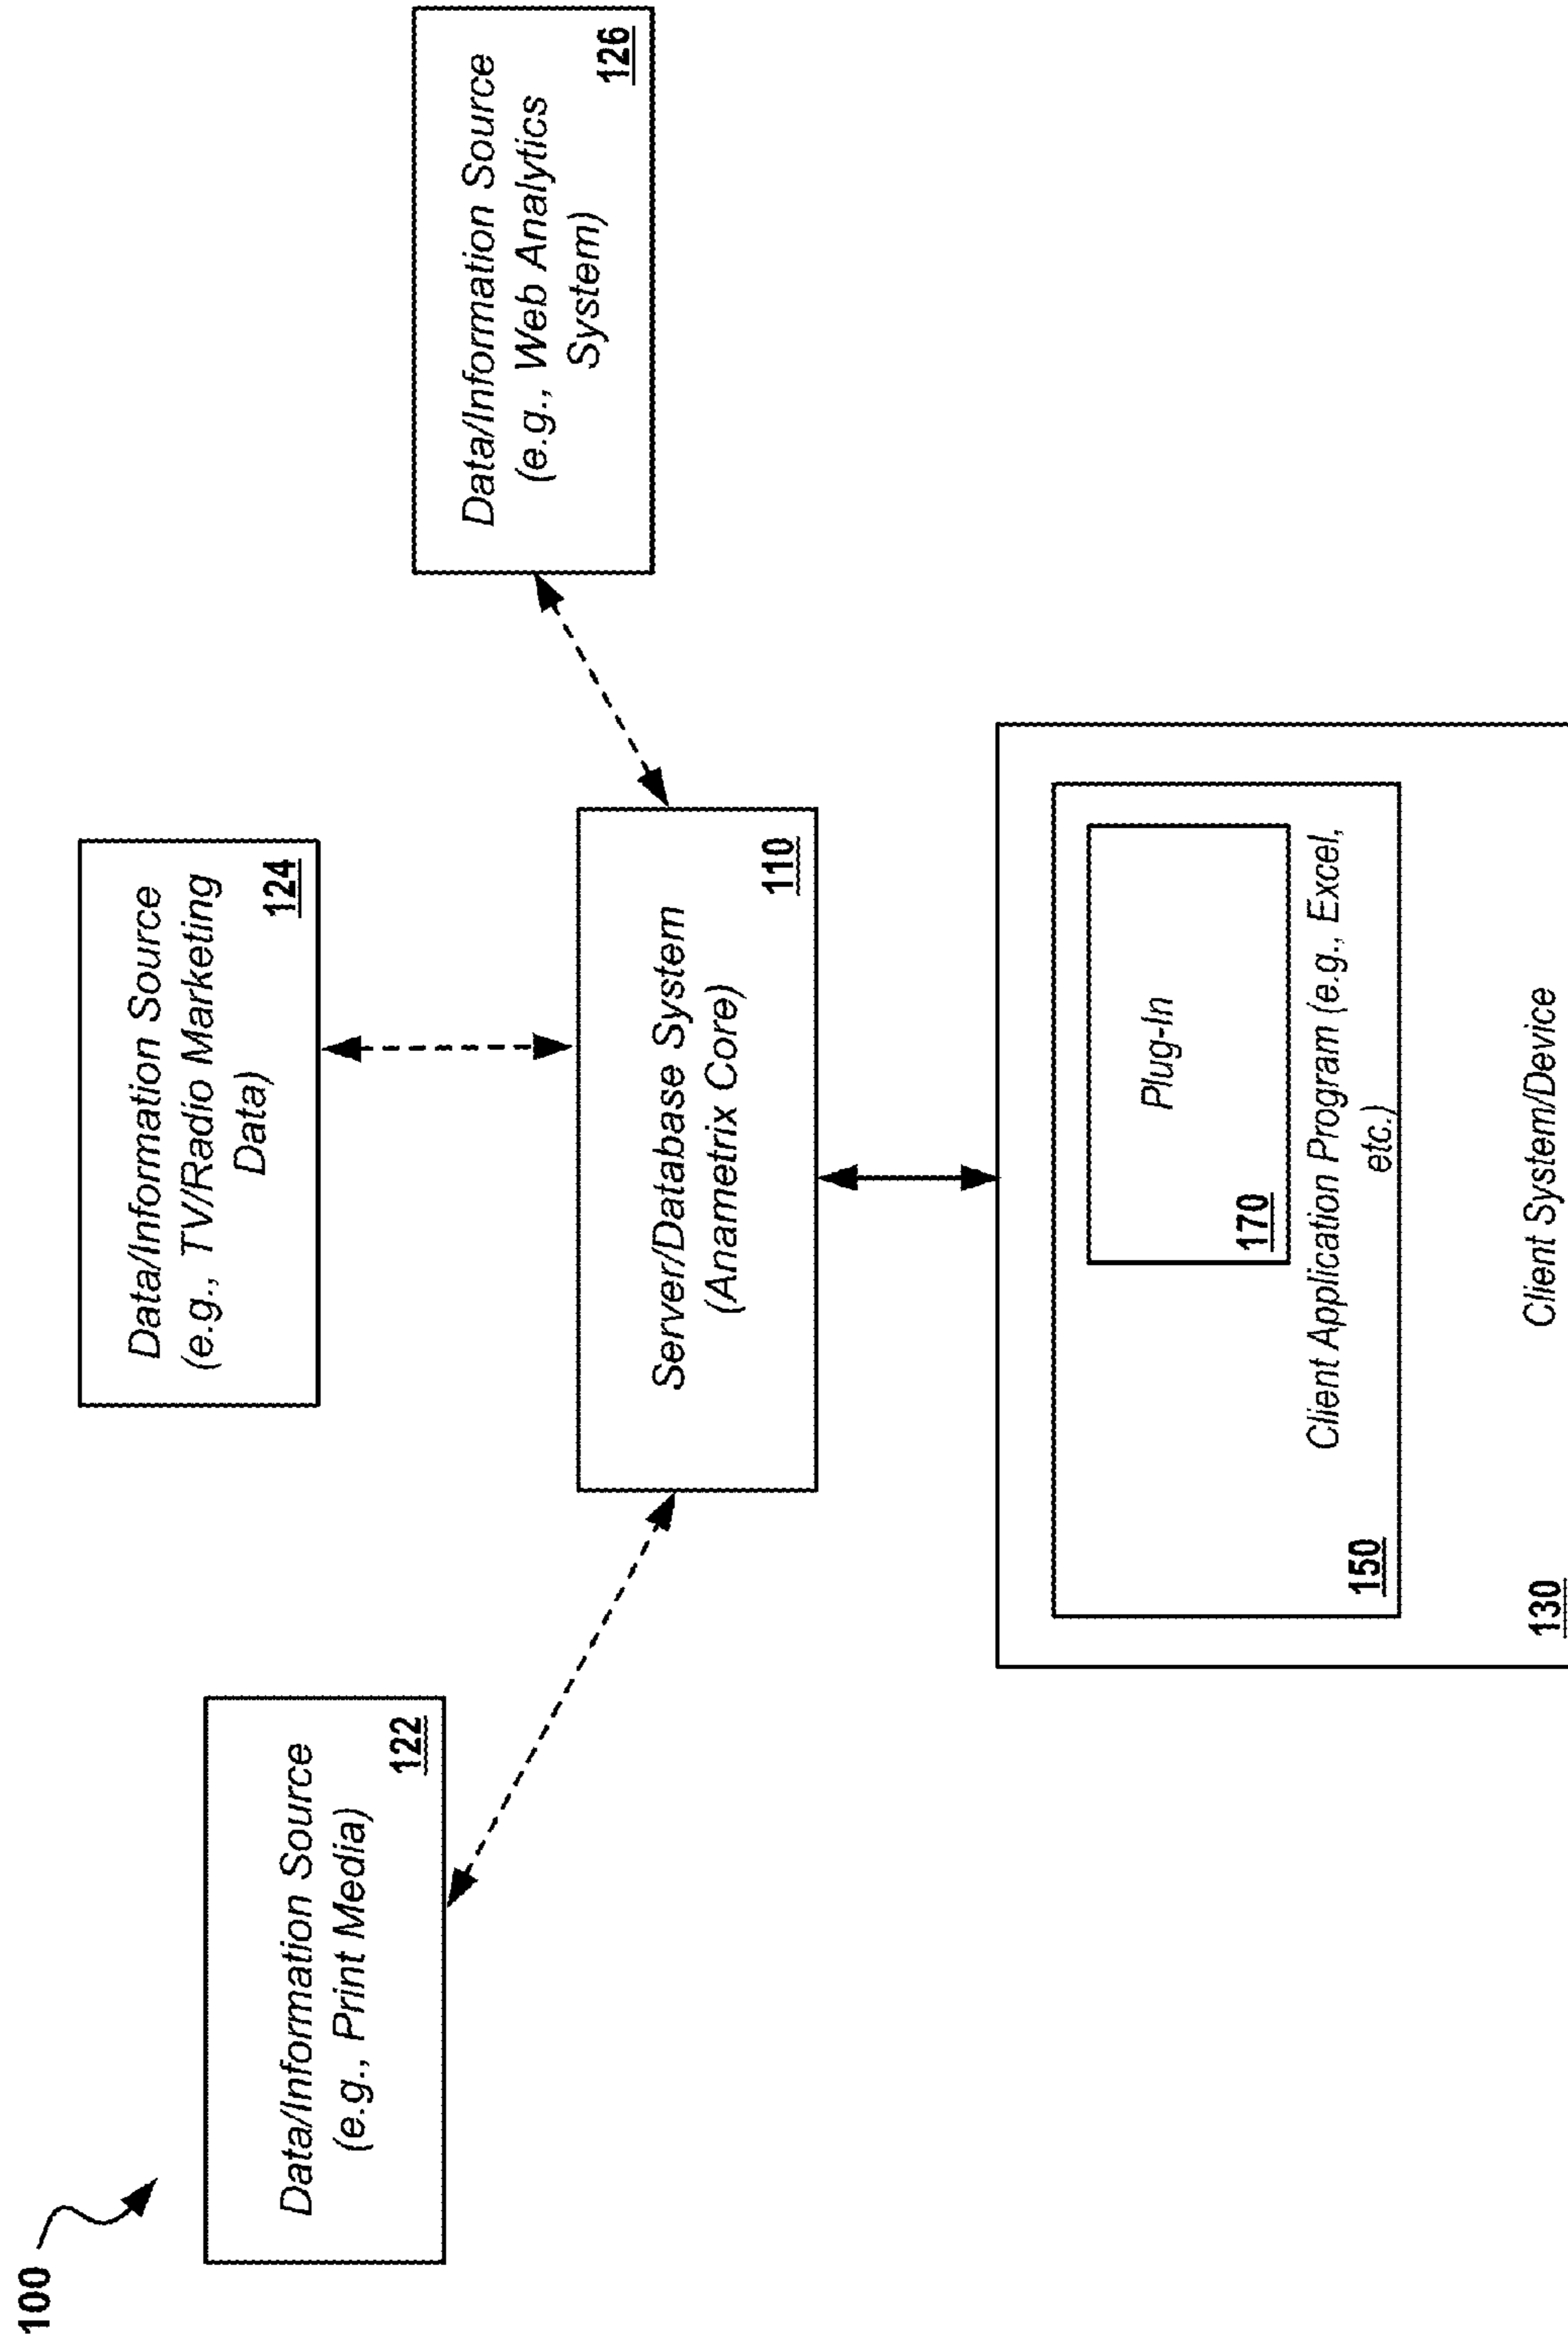 100
Data/Information Source
(e.g., Print Media)
122
Data/Information Source
(e.g., TV/Radio Marketing
Data)
124
Data/Information Source
(e.g., Web Analytics
System)
126
Server/Database System
(Anametrix Core)
110
Plug-In
170
Client Application Program (e.g., Excel,
etc.)
150
Client System/Device
130